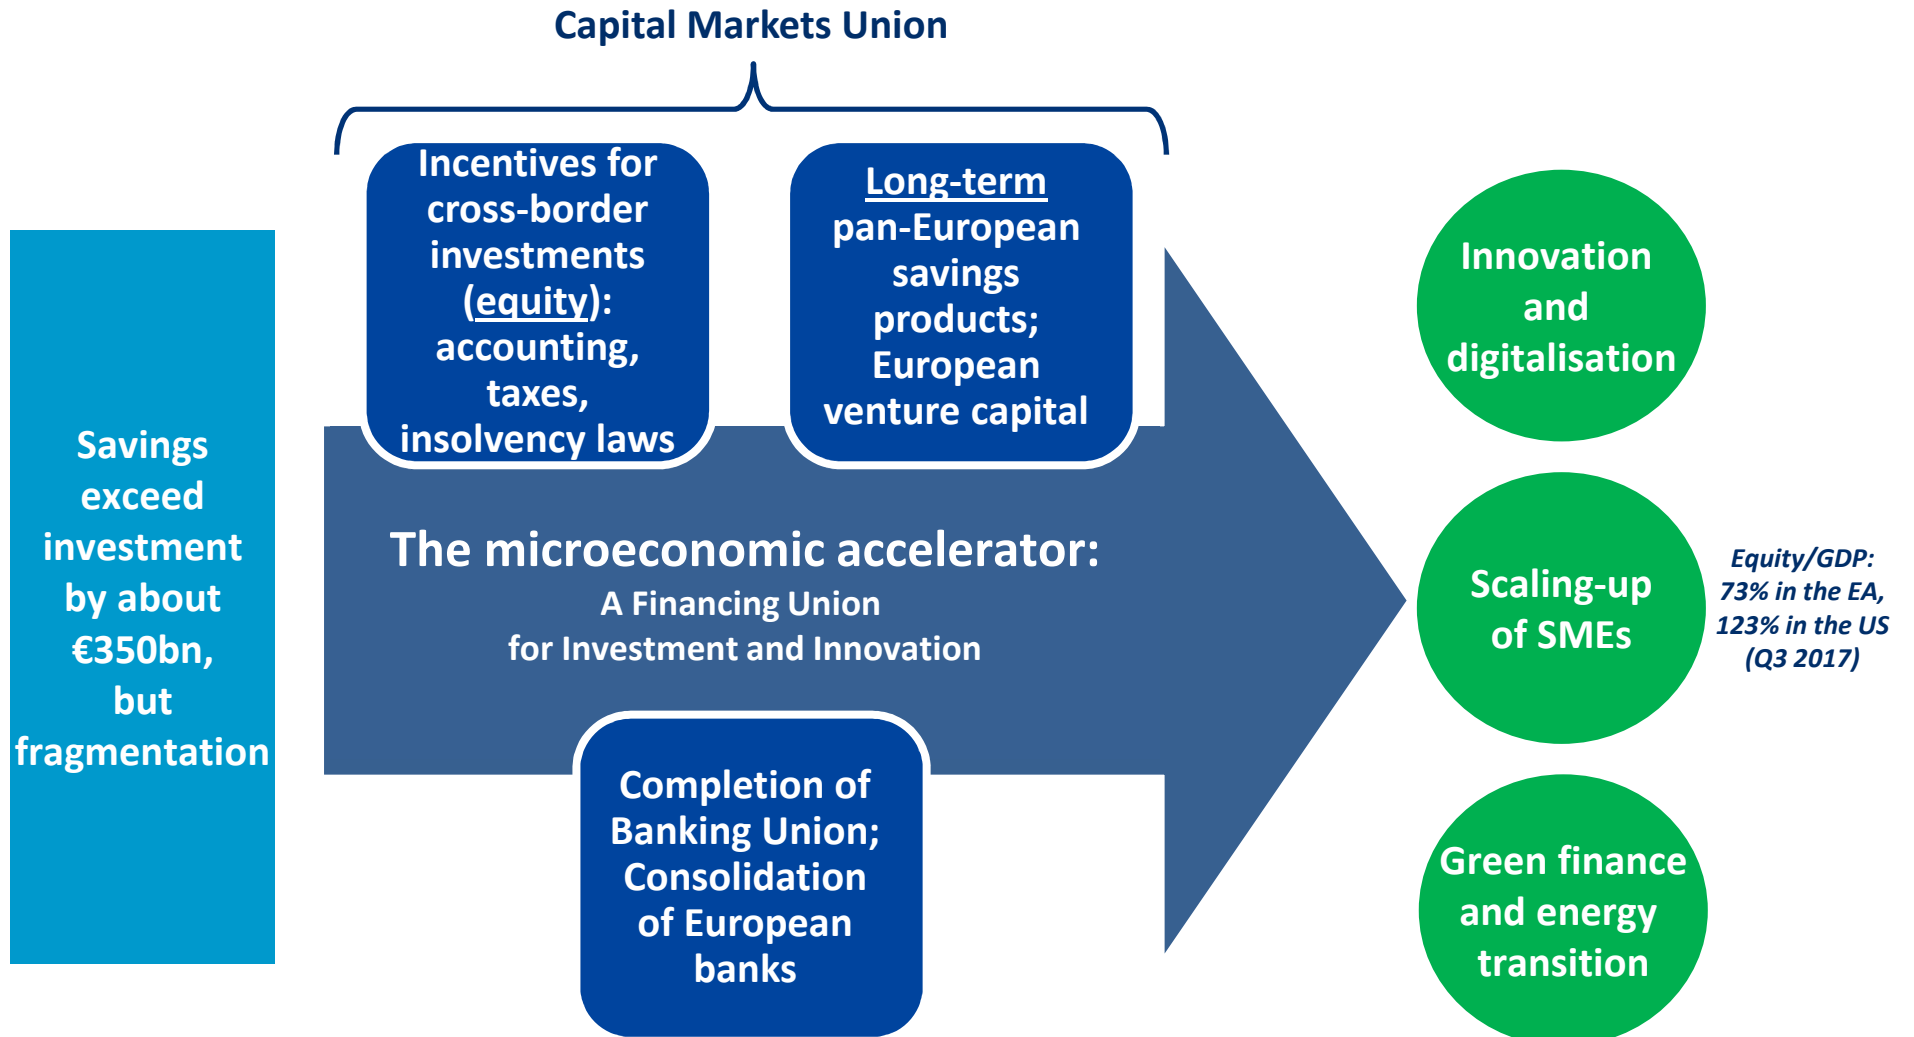 Capital Markets Union
Savings
exceed
investment
by about
€350bn,
but
fragmentation
Incentives for
cross-border
investments
(equity):
accounting,
taxes,
insolvency laws
Long-term
pan-European
savings
products;
European
venture capital
The microeconomic accelerator:
A Financing Union
for Investment and Innovation
Completion of
Banking Union;
Consolidation
of European
banks
Innovation
and
digitalisation
Scaling-up
of SMEs
Equity/GDP:
73% in the EA,
123% in the US
(Q3 2017)
Green finance
and energy
transition